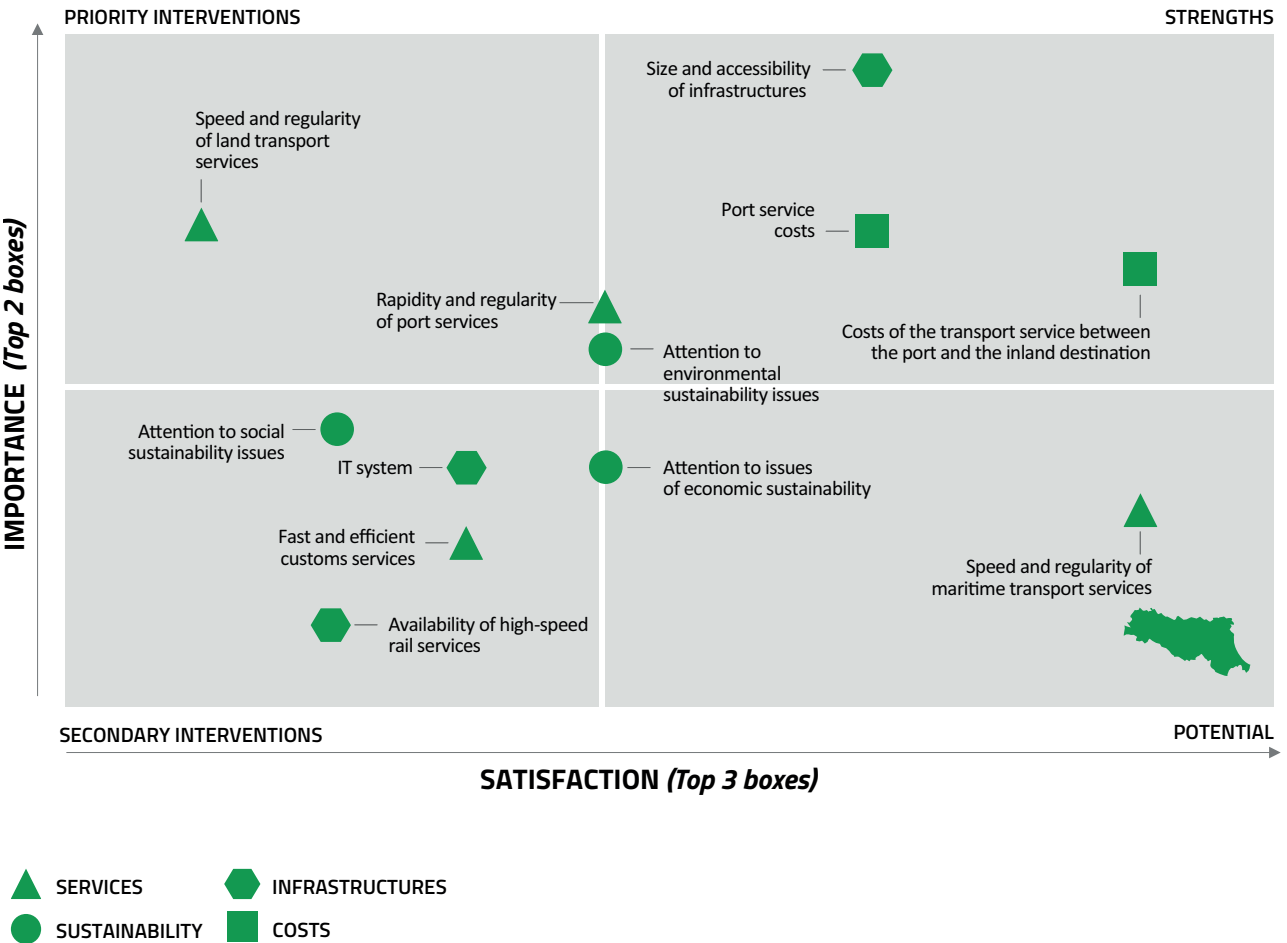 PRIORITY INTERVENTIONS
STRENGTHS
Size and accessibility
of infrastructures
Speed and regularity
of land transport
services
Port service
costs
Rapidity and regularity
of port services
Costs of the transport service between
the port and the inland destination
Attention to
environmental
sustainability issues
Attention to social
sustainability issues
IT system
Attention to issues
of economic sustainability
Fast and efficient
customs services
Speed and regularity of
maritime transport services
Availability of high-speed
rail services
IMPORTANCE (Top 2 boxes)
SECONDARY INTERVENTIONS
POTENTIAL
SATISFACTION (Top 3 boxes)
SERVICES
INFRASTRUCTURES
SUSTAINABILITY
COSTS